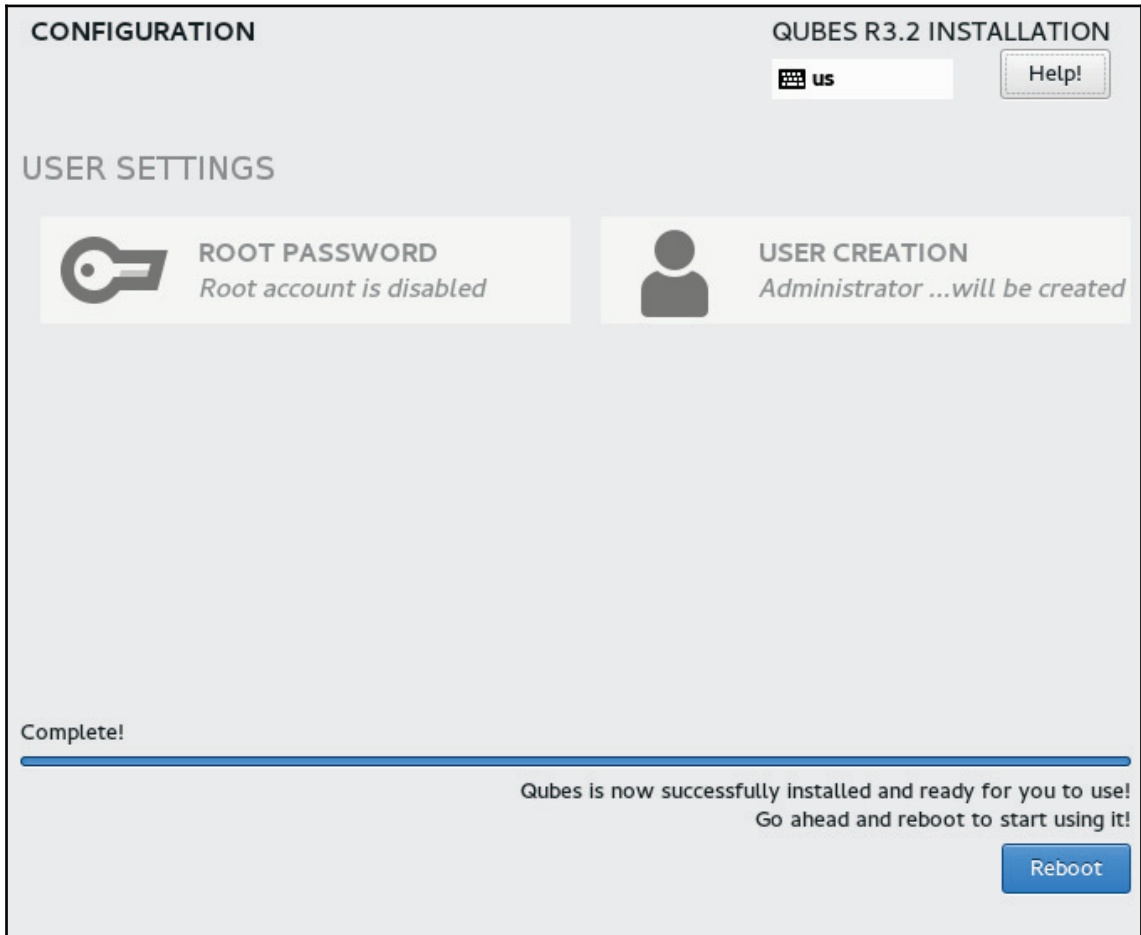 CONFIGURATION
QUBES R3.2 INSTALLATION
us
Help!
USER SETTINGS
ROOT PASSWORD
Root account is disabled
USER CREATION
Administrator ...will be created
Complete!
Qubes is now successfully installed and ready for you to use!
Go ahead and reboot to start using it!
Reboot